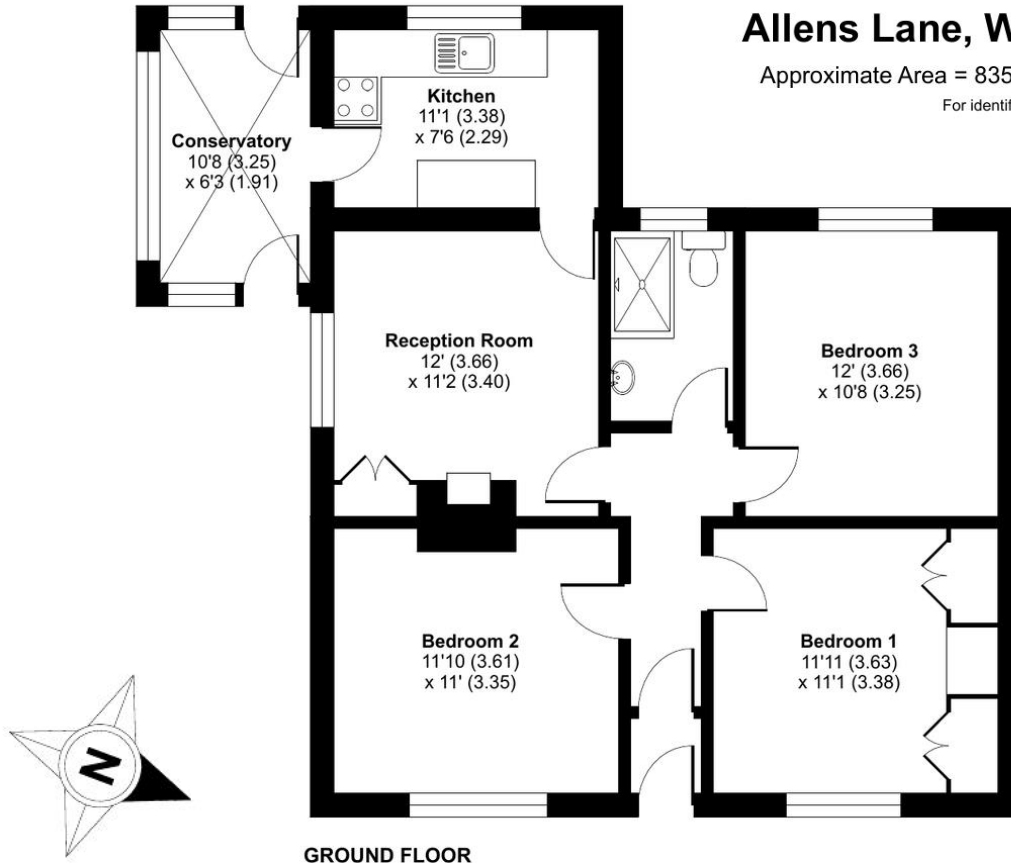 Allens Lane, W
Approximate Area = 835
For identif
Kitchen
11'1 (3.38)
x 7'6 (2.29)
Conservatory
10'8 (3.25)
x 6'3 (1.91)
Reception Room
12' (3.66)
x 11'2 (3.40)
Bedroom 3
12' (3.66)
x 10'8 (3.25)
Bedroom 2
11'10 (3.61)
x 11' (3.35)
Bedroom 1
11'11 (3.63)
x 11'1 (3.38)
N
GROUND FLOOR